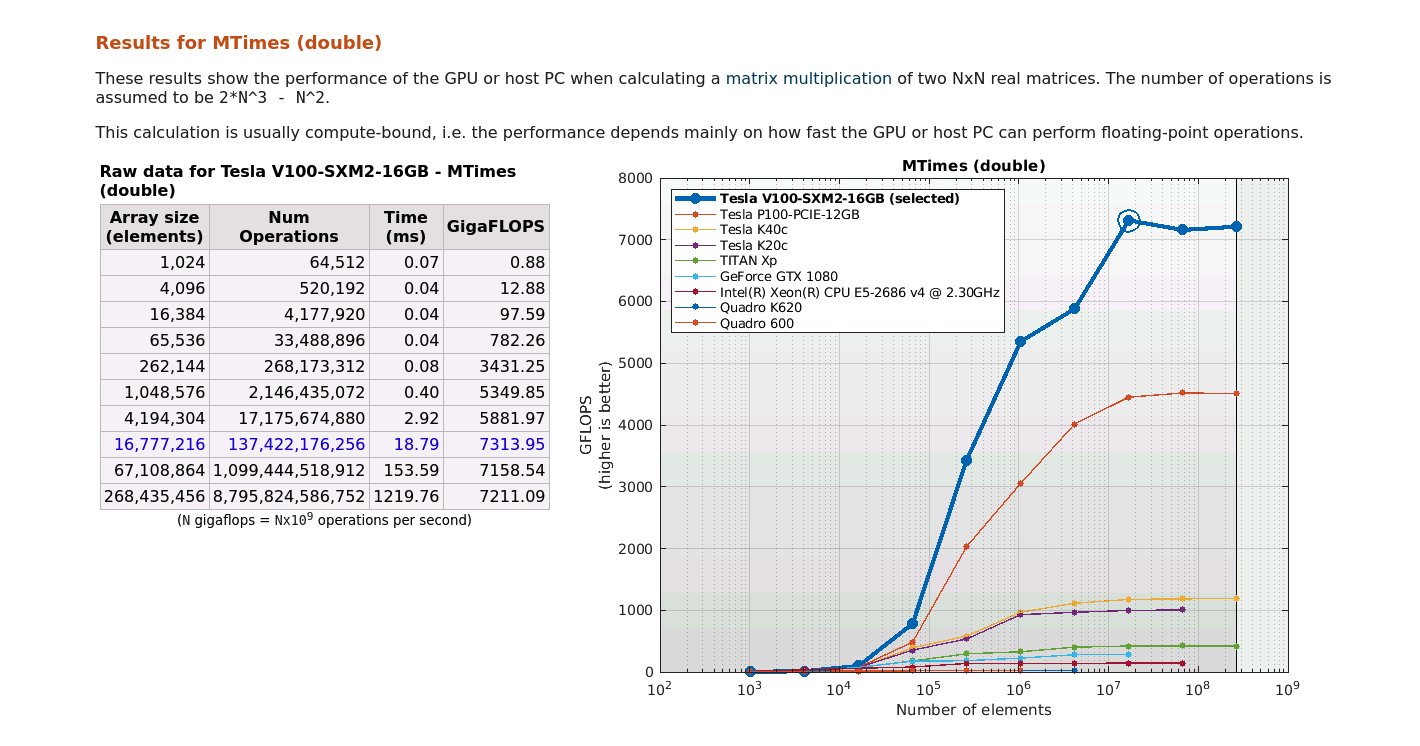 Results for MTimes (double)
These results show the performance of the GPU or host PC when calculating a matrix multiplication of two NxN real matrices. The number of operations is
assumed to be 2*N^3 - N^2.
This calculation is usually compute-bound, i.e. the performance depends mainly on how fast the GPU or host PC can perform floating-point operations.
Raw data for Tesla V100-SXM2-16GB - MTimes
(double)
Array size (elements) Num Operations Time (ms) GigaFLOPS
1,024 64,512 0.07 0.88
4,096 520,192 0.04 12.88
16,384 4,177,920 0.04 97.59
65,536 33,488,896 0.04 782.26
262,144 268,173,312 0.08 3431.25
1,048,576 2,146,435,072 0.40 5349.85
4,194,304 17,175,674,880 2.92 5881.97
16,777,216 137,422,176,256 18.79 7313.95
67,108,864 1,099,444,518,912 153.59 7158.54
268,435,456 8,795,824,586,752 1219.76 7211.09
(N gigaflops = Nx10^9 operations per second)
MTimes (double)
Tesla V100-SXM2-16GB (selected)
Tesla P100-PCIE-12GB
Tesla K40c
Tesla K20c
TITAN Xp
GeForce GTX 1080
Intel(R) Xeon(R) CPU E5-2686 v4 @ 2.30GHz
Quadro K620
Quadro 600
8000
7000
6000
5000
4000
3000
2000
1000
0
GFLOPS
(higher is better)
10^2 10^3 10^4 10^5 10^6 10^7 10^8 10^9
Number of elements